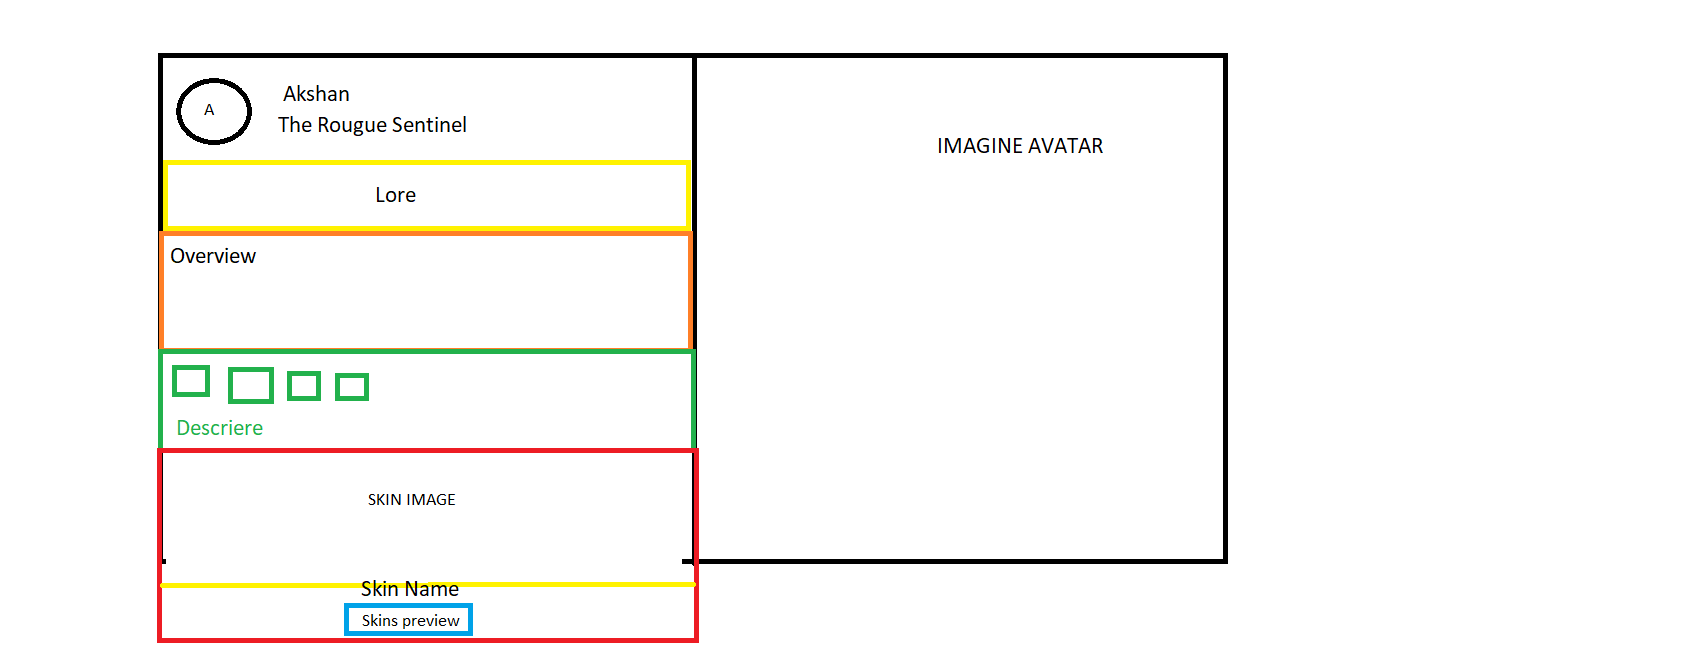 A
Akshan
The Rougue Sentinel
IMAGINE AVATAR
Lore
Overview
Descriere
SKIN IMAGE
Skin Name
Skins preview